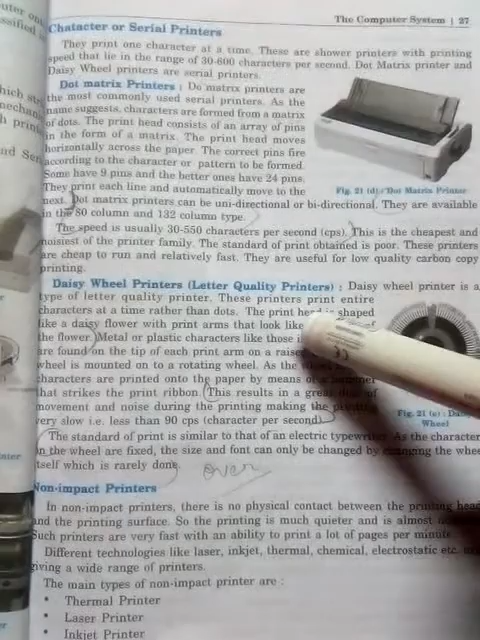 The Computer System | 27
Chatacter or Serial Printers
They print one character at a time. These are shower printers with printing
speed that lie in the range of 30-600 characters per second. Dot Matrix printer and
Daisy Wheel printers are serial printers.
Dot matrix Printers : Do matrix printers are
the most commonly used serial printers. As the
name suggests, characters are formed from a matrix
of dots. The print head consists of an array of pins
in the form of a matrix. The print head moves
horizontally across the paper. The correct pins fire
according to the character or pattern to be formed.
Some have 9 pins and the better ones have 24 pins.
They print each line and automatically move to the
next. Dot matrix printers can be uni-directional or bi-directional. They are available
in the 80 column and 132 column type.
Fig. 21 (d) : Dot Matrix Printer
The speed is usually 30-550 characters per second (cps). This is the cheapest and
noisiest of the printer family. The standard of print obtained is poor. These printers
are cheap to run and relatively fast. They are useful for low quality carbon copy
printing.
Daisy Wheel Printers (Letter Quality Printers) : Daisy wheel printer is a
type of letter quality printer. These printers print entire
characters at a time rather than dots. The print head is shaped
like a daisy flower with print arms that look like of
the flower. Metal or plastic characters like those
are found on the tip of each print arm on a raised
wheel is mounted on to a rotating wheel. As the
characters are printed onto the paper by means
that strikes the print ribbon. (This results in a great
movement and noise during the printing making the
very slow i.e. less than 90 cps (character per second).
Fig. 21 (e) :
Wheel
The standard of print is similar to that of an electric typewriter. As the character
in the wheel are fixed, the size and font can only be changed by changing the whee
itself which is rarely done.
over
Non-impact Printers
In non-impact printers, there is no physical contact between the printing head
and the printing surface. So the printing is much quieter and is almost
Such printers are very fast with an ability to print a lot of pages per minute
Different technologies like laser, inkjet, thermal, chemical, electrostatic etc.
giving a wide range of printers.
The main types of non-impact printer are :
• Thermal Printer
• Laser Printer
• Inkjet Printer